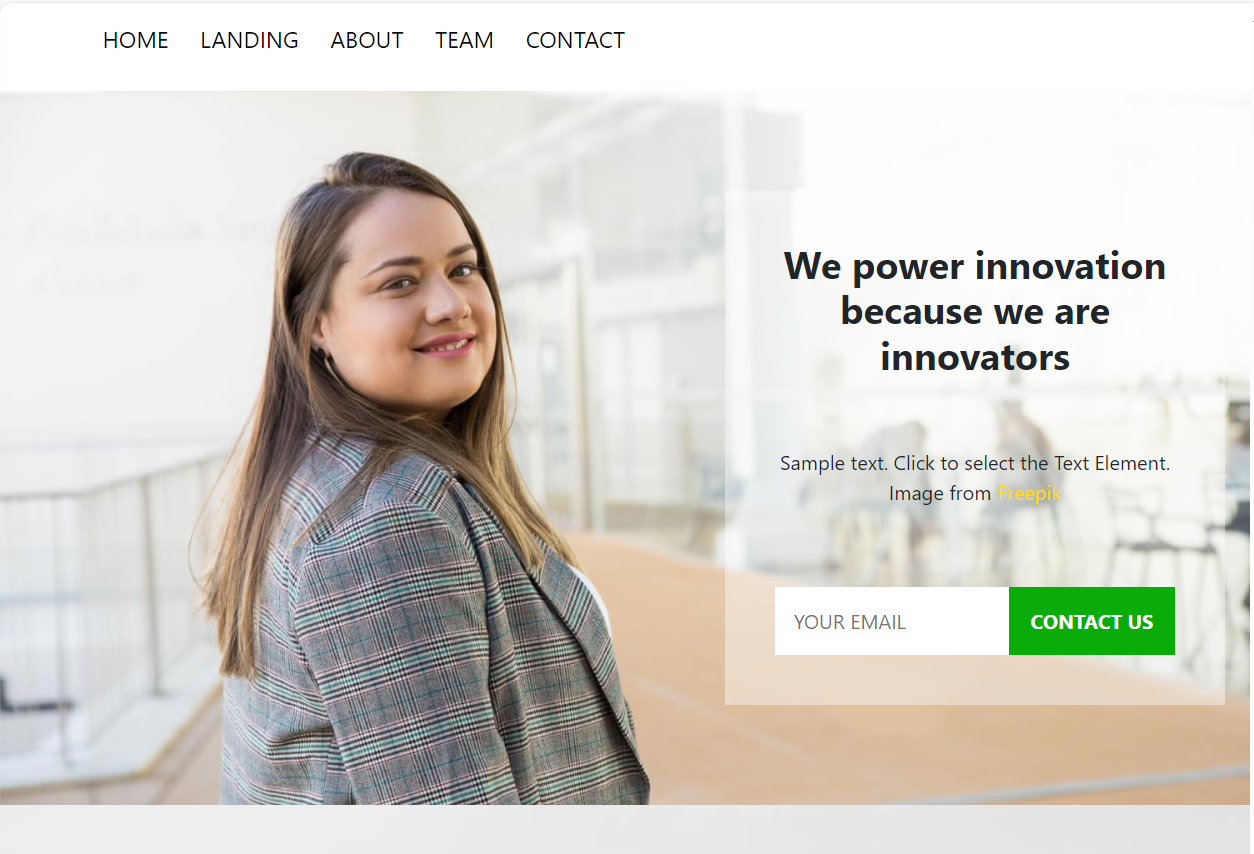 HOME LANDING ABOUT TEAM CONTACT
We power innovation
because we are
innovators
Sample text. Click to select the Text Element.
Image from Freepik
YOUR EMAIL CONTACT US